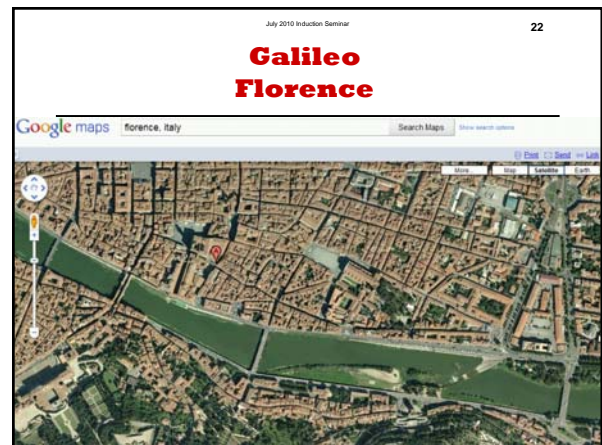 July 2010 Induction Seminar 22
Galileo
Florence
Google maps florence, italy Search Maps Show search options
Print Send Link
More... Map Satellite Earth
A